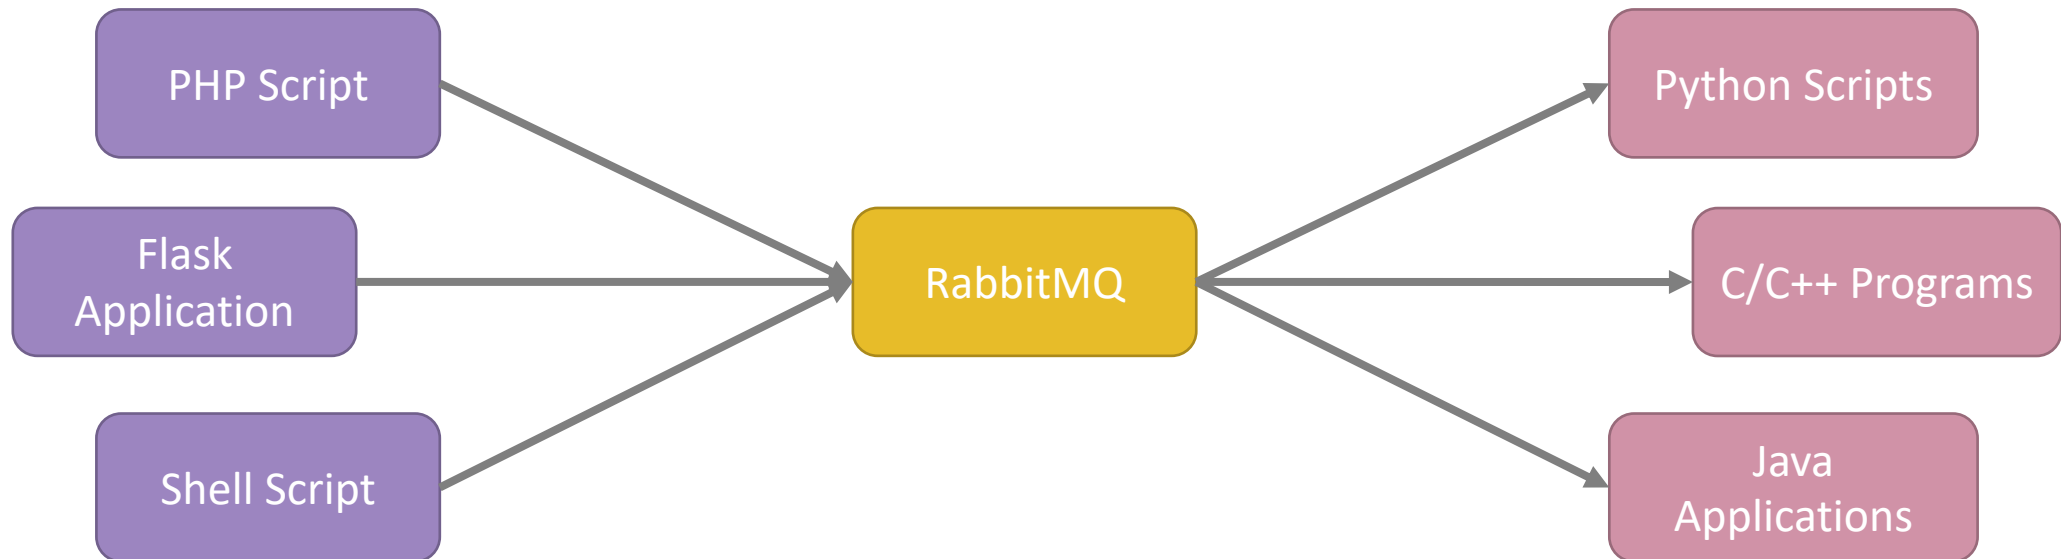 PHP Script
Flask
Application
Shell Script
RabbitMQ
Python Scripts
C/C++ Programs
Java
Applications